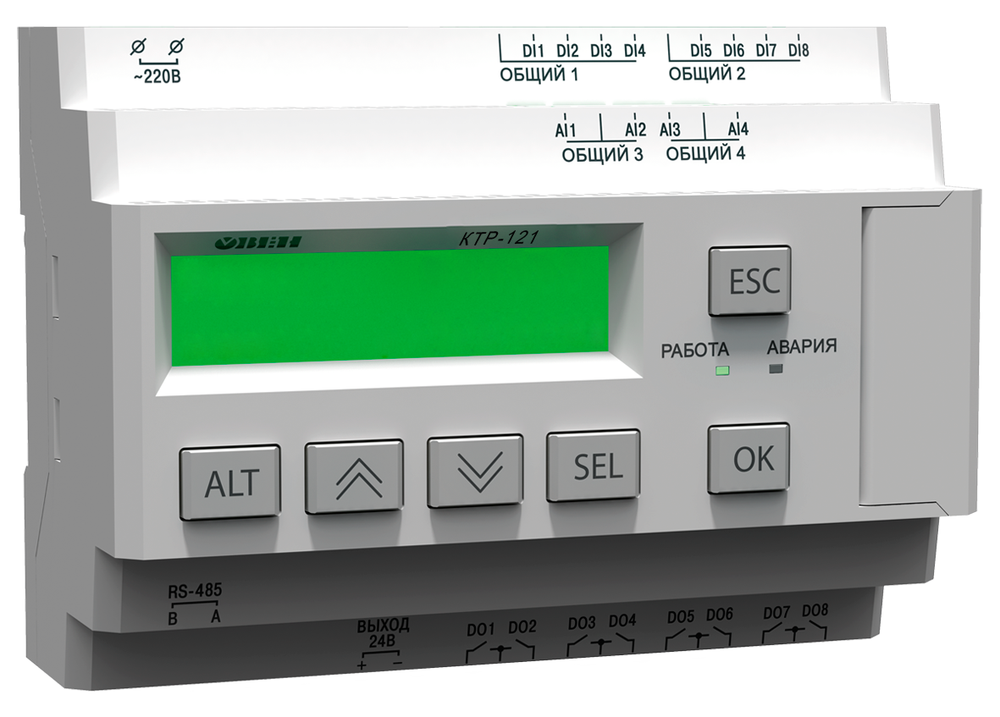 DI1 DI2 DI3 DI4 DI5 DI6 DI7 DI8
~220В ОБЩИЙ 1 ОБЩИЙ 2
AI1 AI2 AI3 AI4
ОБЩИЙ 3 ОБЩИЙ 4
ОВЕН КТР-121
ESC
РАБОТА АВАРИЯ
ALT SEL OK
RS-485
B A
ВЫХОД
24В
+ −
DO1 DO2 DO3 DO4 DO5 DO6 DO7 DO8